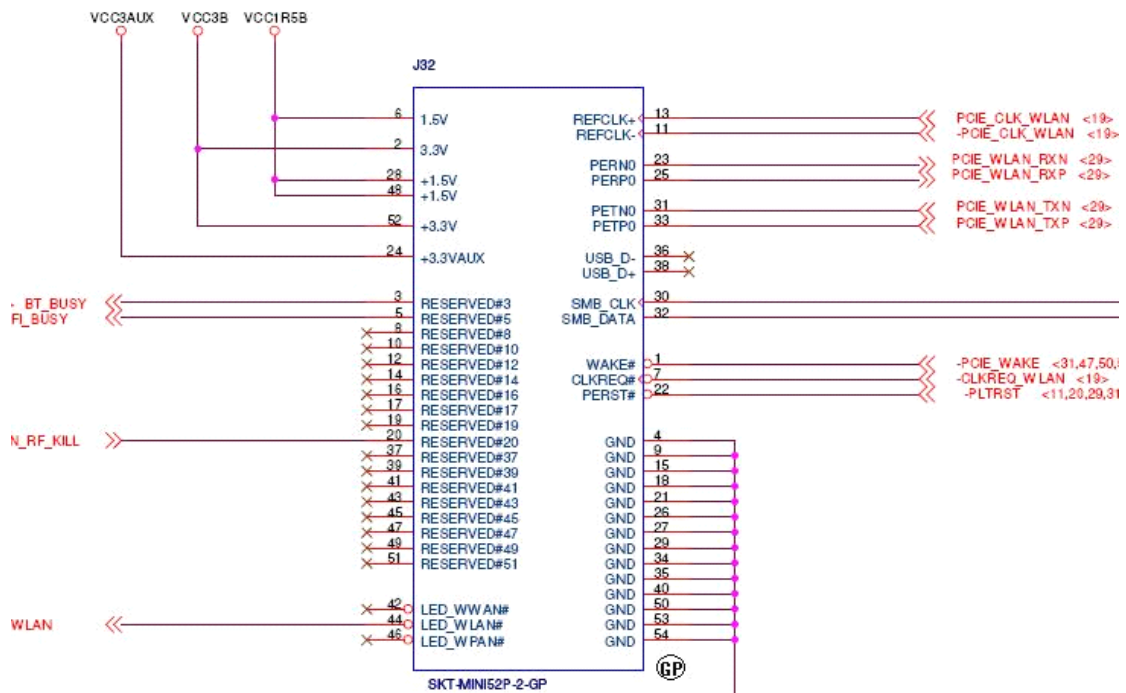 VCC3AUX VCC3B VCC1R5B
J32
6 1.5V
2 3.3V
28 +1.5V
48 +1.5V
52 +3.3V
24 +3.3VAUX
- BT_BUSY 3 RESERVED#3
FI_BUSY 5 RESERVED#5
8 RESERVED#8
10 RESERVED#10
12 RESERVED#12
14 RESERVED#14
16 RESERVED#16
17 RESERVED#17
19 RESERVED#19
N_RF_KILL 20 RESERVED#20
37 RESERVED#37
39 RESERVED#39
41 RESERVED#41
43 RESERVED#43
45 RESERVED#45
47 RESERVED#47
49 RESERVED#49
51 RESERVED#51
42 LED_WWAN#
WLAN 44 LED_WLAN#
46 LED_WPAN#
REFCLK+ 13 PCIE_CLK_WLAN <19>
REFCLK- 11 -PCIE_CLK_WLAN <19>
PERN0 23 PCIE_WLAN_RXN <29>
PERP0 25 PCIE_WLAN_RXP <29>
PETN0 31 PCIE_WLAN_TXN <29>
PETP0 33 PCIE_WLAN_TXP <29>
USB_D- 36
USB_D+ 38
SMB_CLK 30
SMB_DATA 32
WAKE# 1 -PCIE_WAKE <31,47,50,
CLKREQ# 7 -CLKREQ_WLAN <19>
PERST# 22 -PLTRST <11,20,29,31
GND 4
GND 9
GND 15
GND 18
GND 21
GND 26
GND 27
GND 29
GND 34
GND 35
GND 40
GND 50
GND 53
GND 54
GP
SKT-MINI52P-2-GP